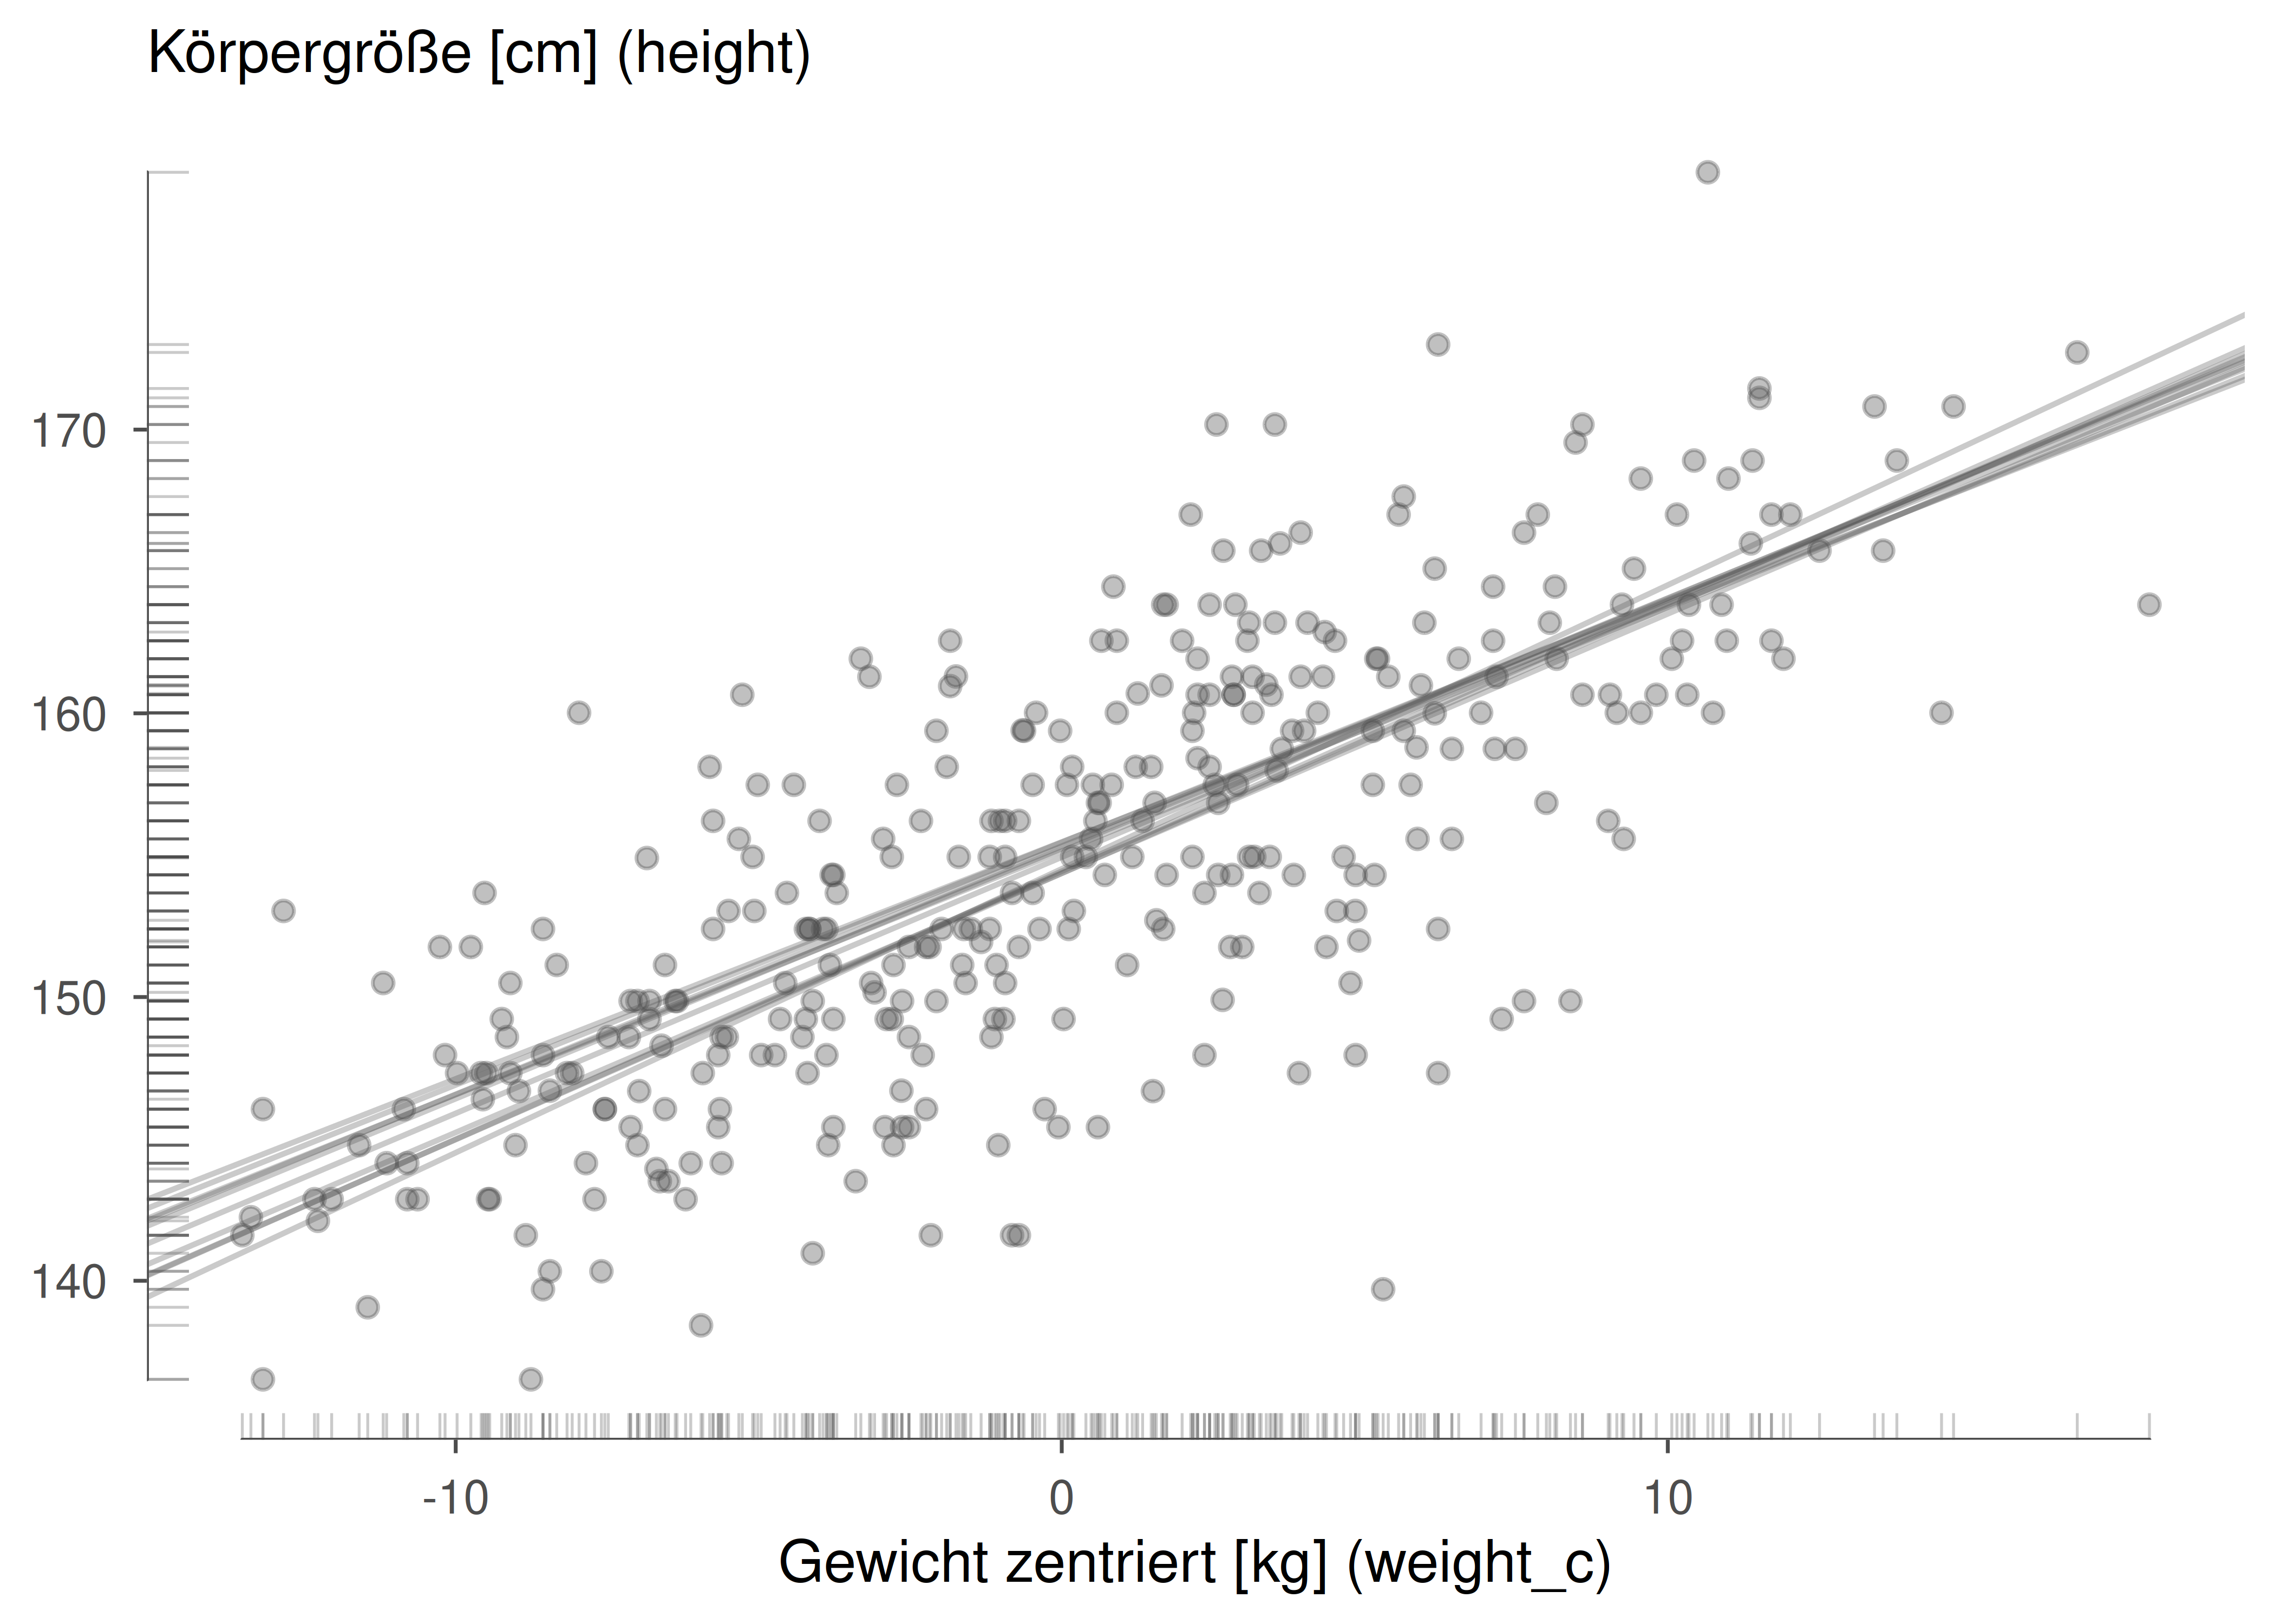 Körpergröße [cm] (height)
170
160
150
140
-10 0 10
Gewicht zentriert [kg] (weight_c)